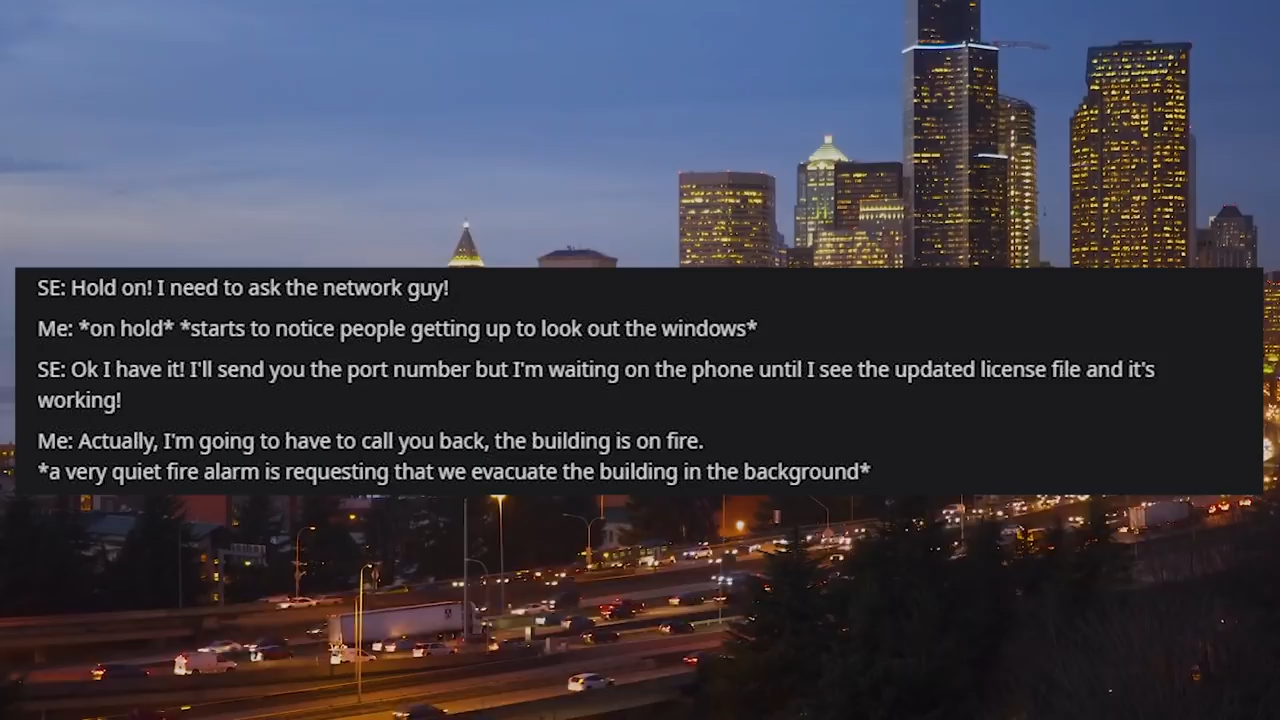 SE: Hold on! I need to ask the network guy!
Me: *on hold* *starts to notice people getting up to look out the windows*
SE: Ok I have it! I'll send you the port number but I'm waiting on the phone until I see the updated license file and it's
working!
Me: Actually, I'm going to have to call you back, the building is on fire.
*a very quiet fire alarm is requesting that we evacuate the building in the background*